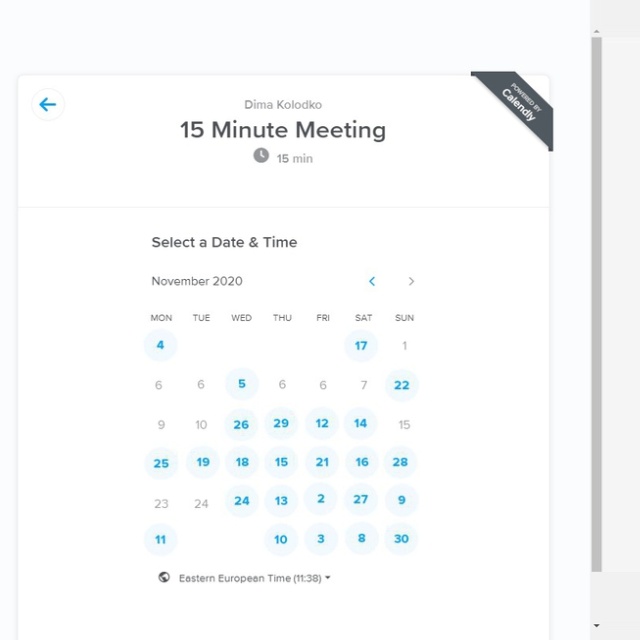 Dima Kolodko
POWERED BY
Calendly
15 Minute Meeting
15 min
Select a Date & Time
November 2020
MON TUE WED THU FRI SAT SUN
4 17 1
6 6 5 6 6 7 22
9 10 26 29 12 14 15
25 19 18 15 21 16 28
23 24 24 13 2 27 9
11 10 3 8 30
Eastern European Time (11:38)